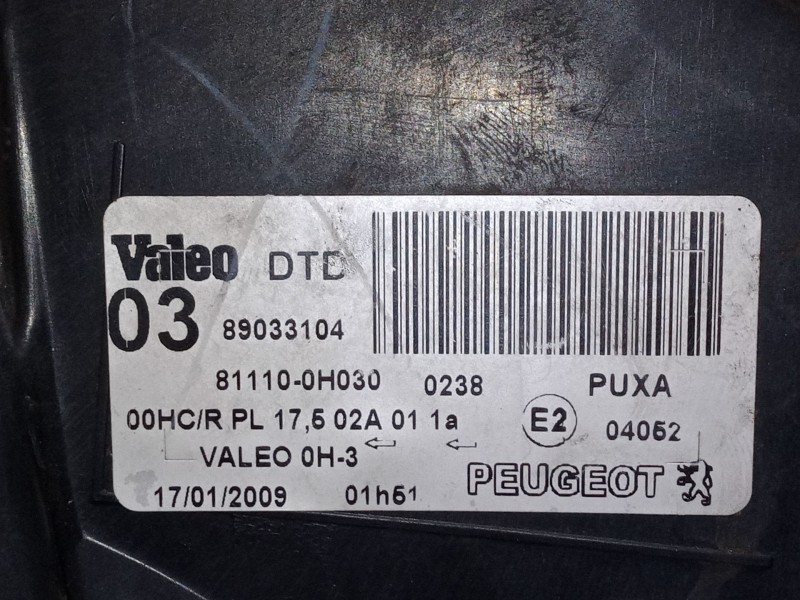 Valeo DTD
03 89033104
81110-0H030 0238 PUXA
00HC/R PL 17,5 02A 01 1a E2 04052
VALEO 0H-3
17/01/2009 01h51 PEUGEOT